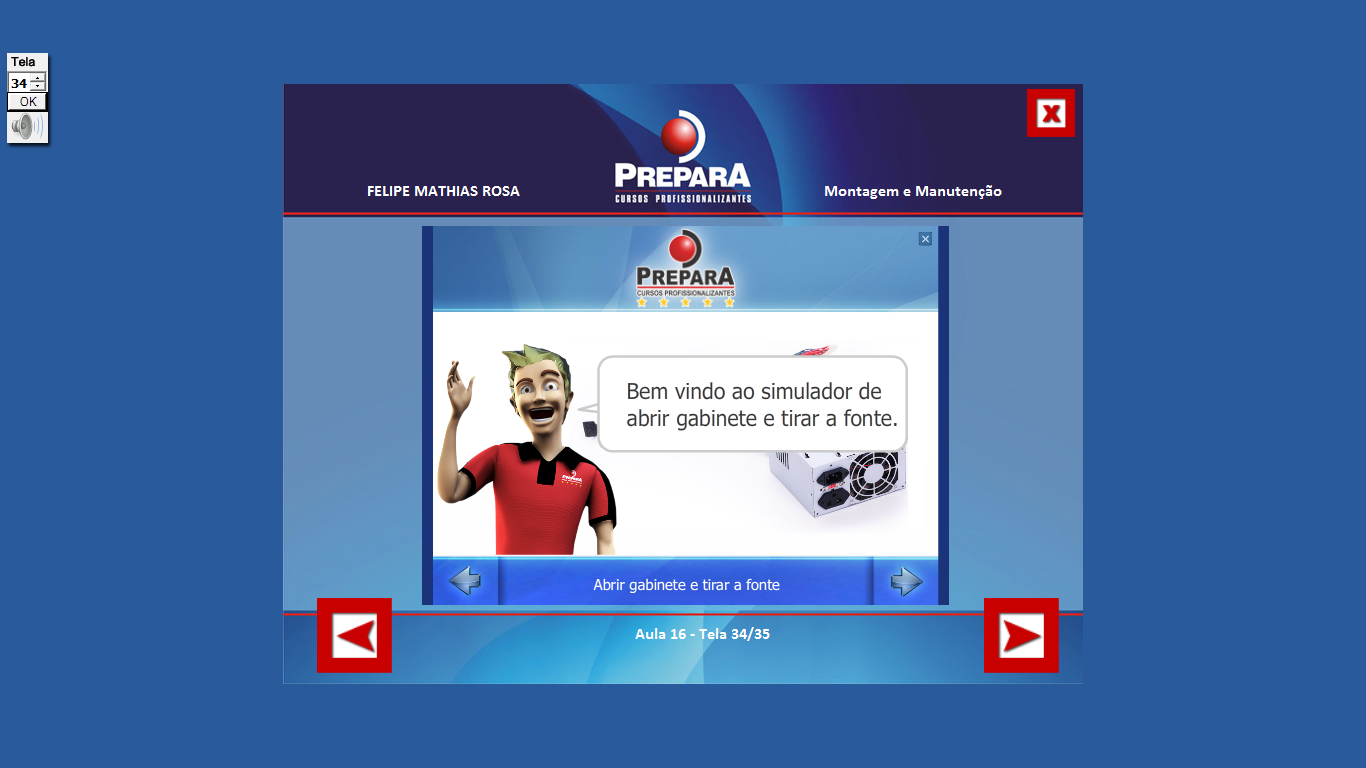 Tela
34
OK
PREPARA
CURSOS PROFISSIONALIZANTES
FELIPE MATHIAS ROSA
Montagem e Manutenção
PREPARA
CURSOS PROFISSIONALIZANTES
Bem vindo ao simulador de
abrir gabinete e tirar a fonte.
PREPARA
Abrir gabinete e tirar a fonte
Aula 16 - Tela 34/35